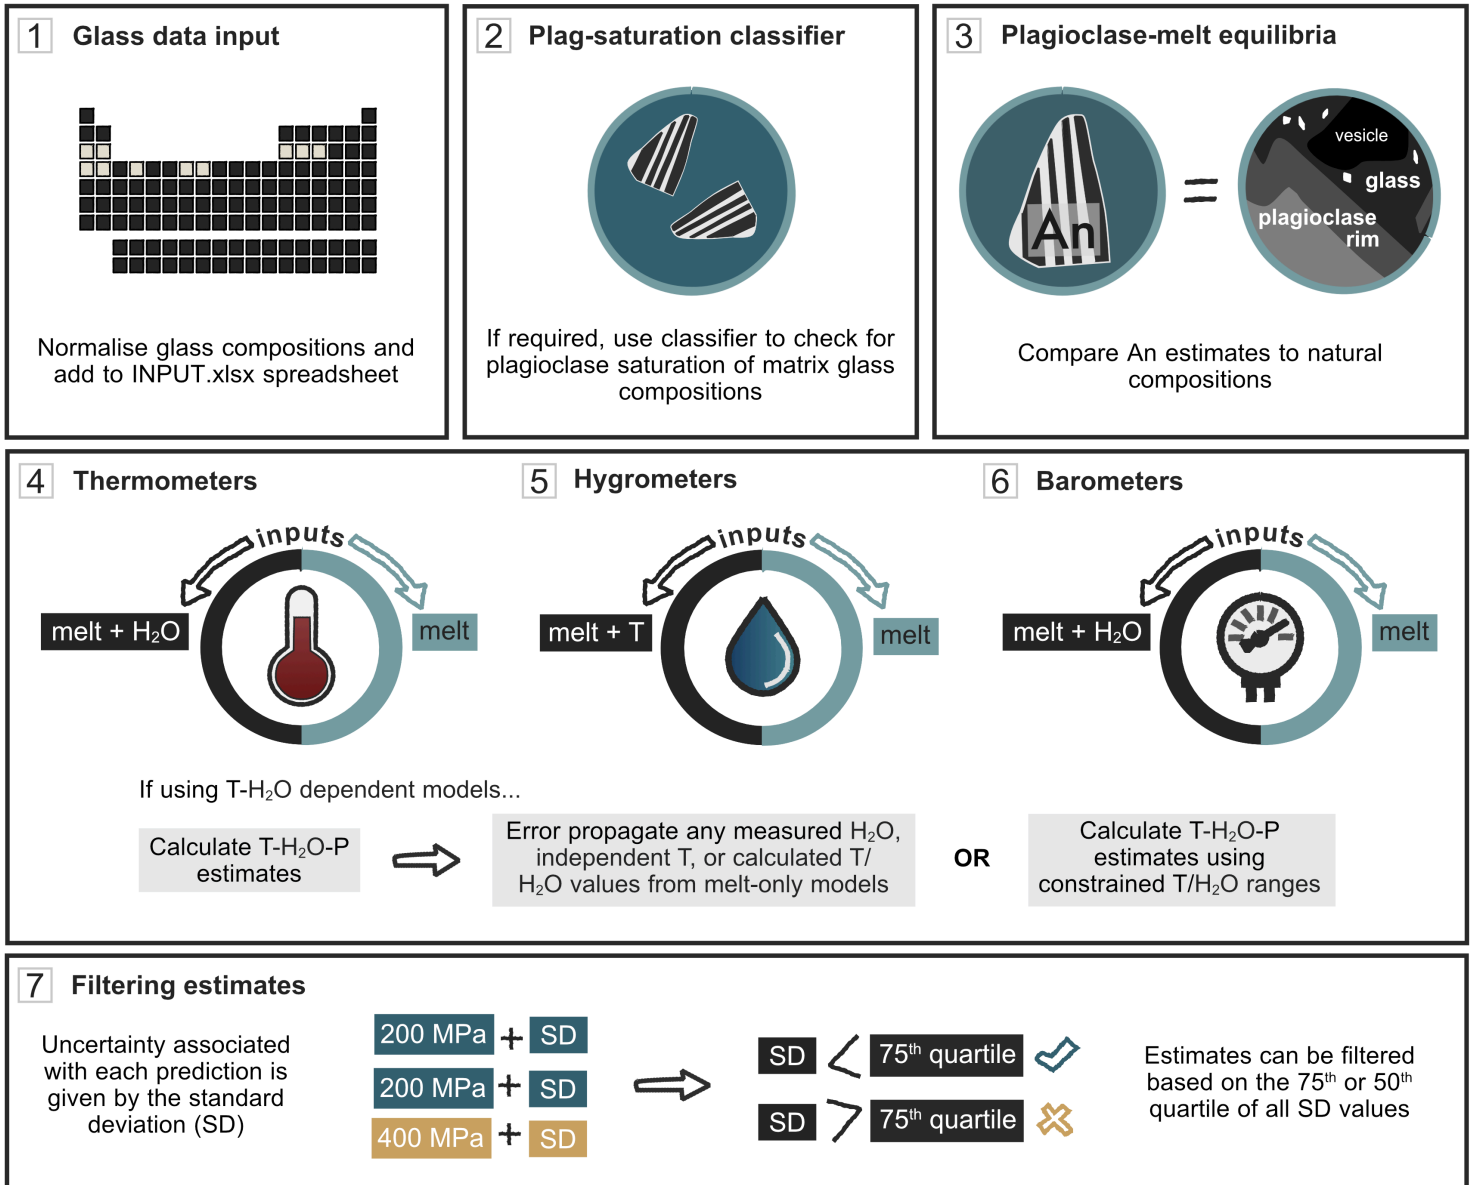 1 Glass data input
Normalise glass compositions and
add to INPUT.xlsx spreadsheet
2 Plag-saturation classifier
If required, use classifier to check for
plagioclase saturation of matrix glass
compositions
3 Plagioclase-melt equilibria
An
=
vesicle
glass
plagioclase
rim
Compare An estimates to natural
compositions
4 Thermometers
inputs
melt + H₂O
melt
5 Hygrometers
inputs
melt + T
melt
6 Barometers
inputs
melt + H₂O
melt
If using T-H₂O dependent models...
Calculate T-H₂O-P
estimates
Error propagate any measured H₂O,
independent T, or calculated T/
H₂O values from melt-only models
OR
Calculate T-H₂O-P
estimates using
constrained T/H₂O ranges
7 Filtering estimates
Uncertainty associated
with each prediction is
given by the standard
deviation (SD)
200 MPa + SD
200 MPa + SD
400 MPa + SD
SD < 75ᵗʰ quartile
SD > 75ᵗʰ quartile
Estimates can be filtered
based on the 75ᵗʰ or 50ᵗʰ
quartile of all SD values